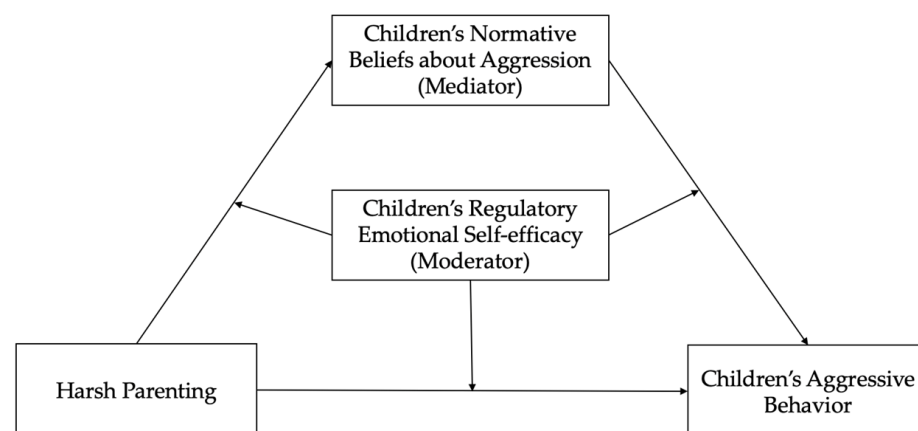 Children’s Normative
Beliefs about Aggression
(Mediator)
Children’s Regulatory
Emotional Self-efficacy
(Moderator)
Harsh Parenting
Children’s Aggressive
Behavior